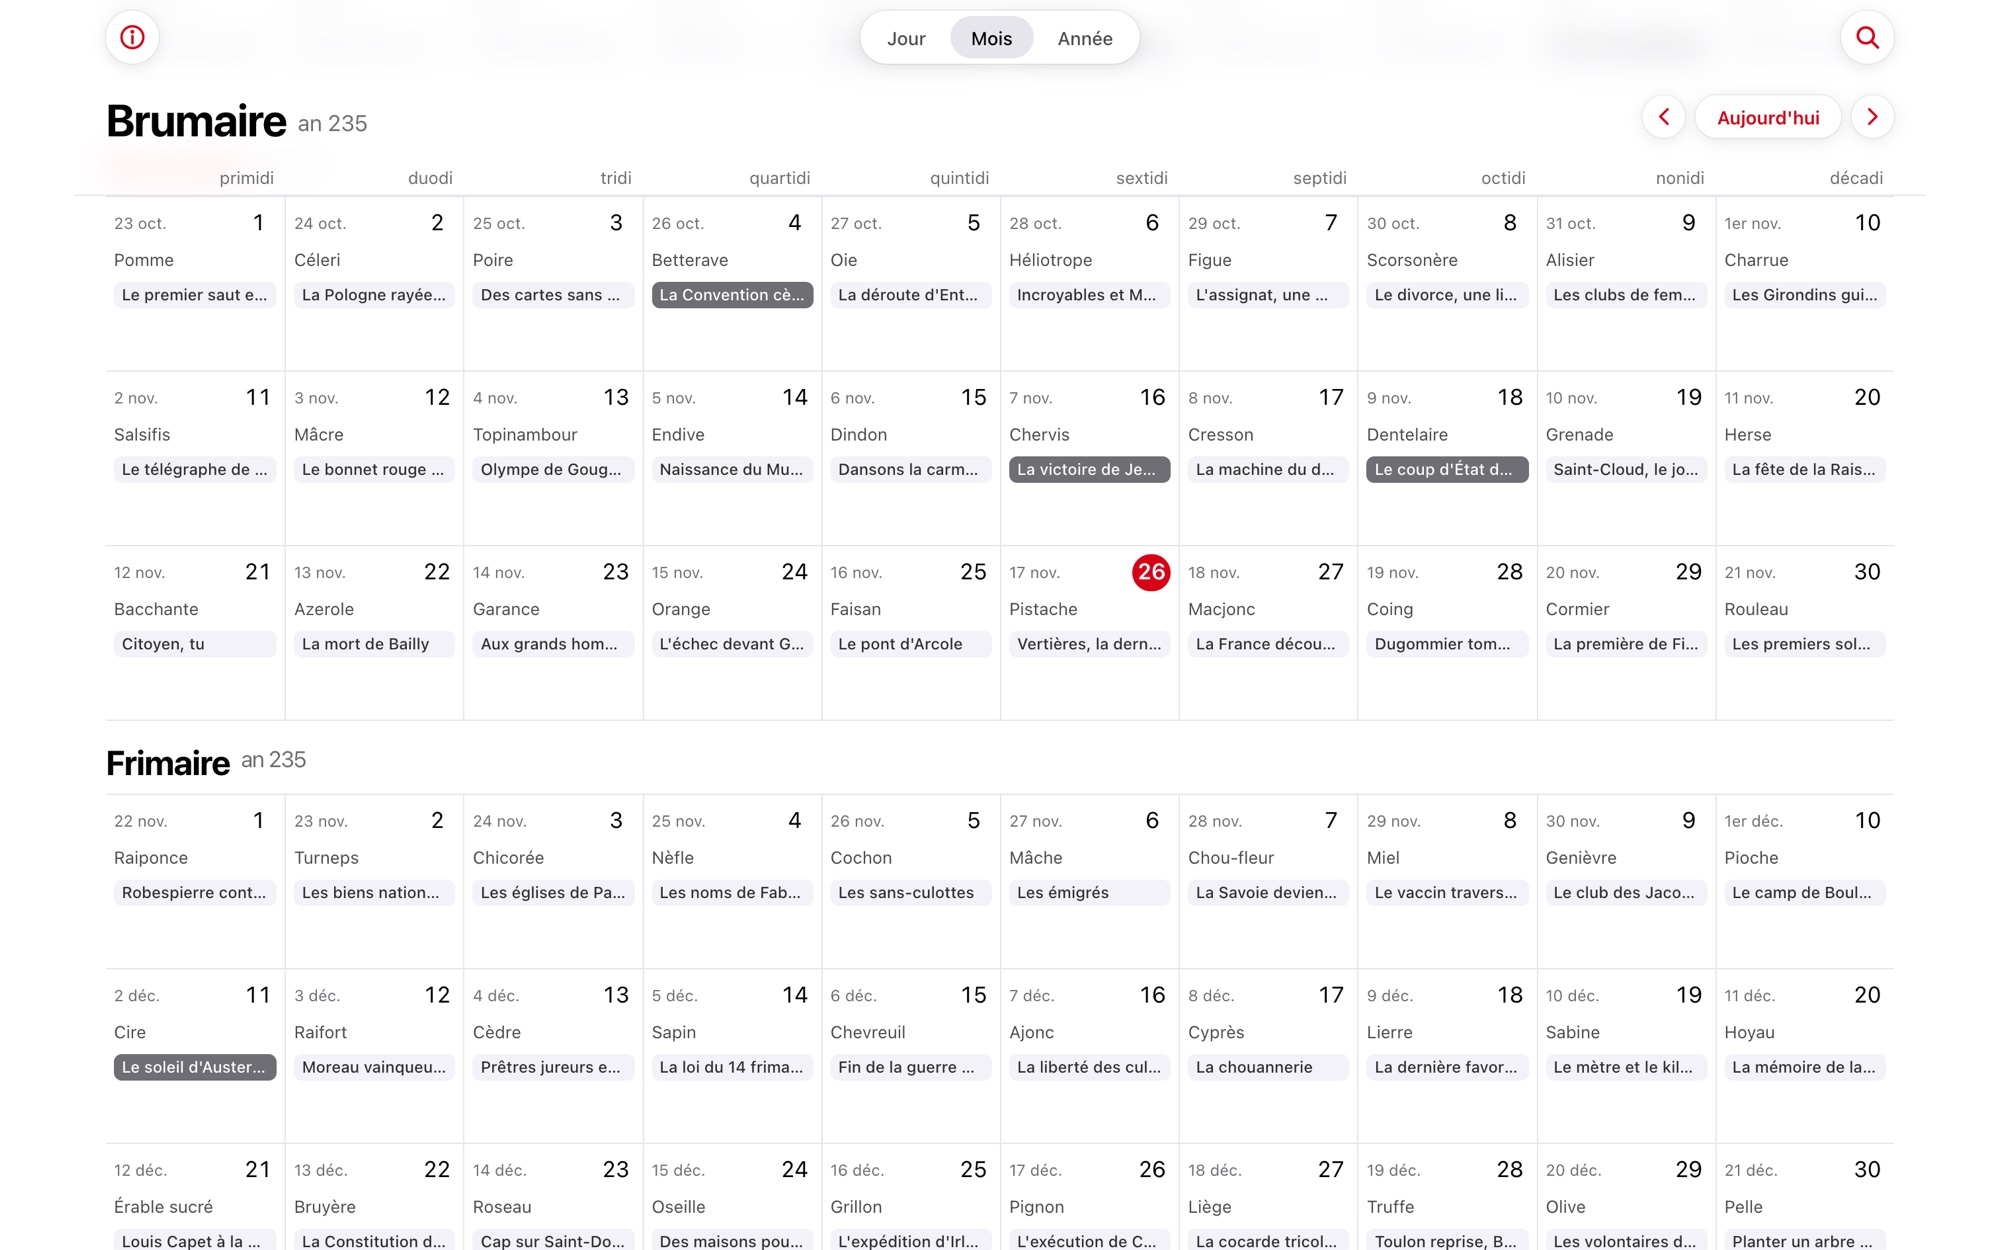 Jour Mois Année
Brumaire an 235
Aujourd'hui
primidi duodi tridi quartidi quintidi sextidi septidi octidi nonidi décadi
23 oct. 1 24 oct. 2 25 oct. 3 26 oct. 4 27 oct. 5 28 oct. 6 29 oct. 7 30 oct. 8 31 oct. 9 1er nov. 10
Pomme Céleri Poire Betterave Oie Héliotrope Figue Scorsonère Alisier Charrue
Le premier saut e... La Pologne rayée... Des cartes sans ... La Convention cè... La déroute d'Ent... Incroyables et M... L'assignat, une ... Le divorce, une li... Les clubs de fem... Les Girondins gui...
2 nov. 11 3 nov. 12 4 nov. 13 5 nov. 14 6 nov. 15 7 nov. 16 8 nov. 17 9 nov. 18 10 nov. 19 11 nov. 20
Salsifis Mâcre Topinambour Endive Dindon Chervis Cresson Dentelaire Grenade Herse
Le télégraphe de ... Le bonnet rouge ... Olympe de Goug... Naissance du Mu... Dansons la carm... La victoire de Je... La machine du d... Le coup d'État d... Saint-Cloud, le jo... La fête de la Rais...
12 nov. 21 13 nov. 22 14 nov. 23 15 nov. 24 16 nov. 25 17 nov. 26 18 nov. 27 19 nov. 28 20 nov. 29 21 nov. 30
Bacchante Azerole Garance Orange Faisan Pistache Macjonc Coing Cormier Rouleau
Citoyen, tu La mort de Bailly Aux grands hom... L'échec devant G... Le pont d'Arcole Vertières, la dern... La France décou... Dugommier tom... La première de Fi... Les premiers sol...
Frimaire an 235
22 nov. 1 23 nov. 2 24 nov. 3 25 nov. 4 26 nov. 5 27 nov. 6 28 nov. 7 29 nov. 8 30 nov. 9 1er déc. 10
Raiponce Turneps Chicorée Nèfle Cochon Mâche Chou-fleur Miel Genièvre Pioche
Robespierre cont... Les biens nation... Les églises de Pa... Les noms de Fab... Les sans-culottes Les émigrés La Savoie devien... Le vaccin travers... Le club des Jaco... Le camp de Boul...
2 déc. 11 3 déc. 12 4 déc. 13 5 déc. 14 6 déc. 15 7 déc. 16 8 déc. 17 9 déc. 18 10 déc. 19 11 déc. 20
Cire Raifort Cèdre Sapin Chevreuil Ajonc Cyprès Lierre Sabine Hoyau
Le soleil d'Auster... Moreau vainqueu... Prêtres jureurs e... La loi du 14 frima... Fin de la guerre ... La liberté des cul... La chouannerie La dernière favor... Le mètre et le kil... La mémoire de la...
12 déc. 21 13 déc. 22 14 déc. 23 15 déc. 24 16 déc. 25 17 déc. 26 18 déc. 27 19 déc. 28 20 déc. 29 21 déc. 30
Érable sucré Bruyère Roseau Oseille Grillon Pignon Liège Truffe Olive Pelle
Louis Capet à la ... La Constitution d... Cap sur Saint-Do... Des maisons pou... L'expédition d'Irl... L'exécution de C... La cocarde tricol... Toulon reprise, B... Les volontaires d... Planter un arbre ...